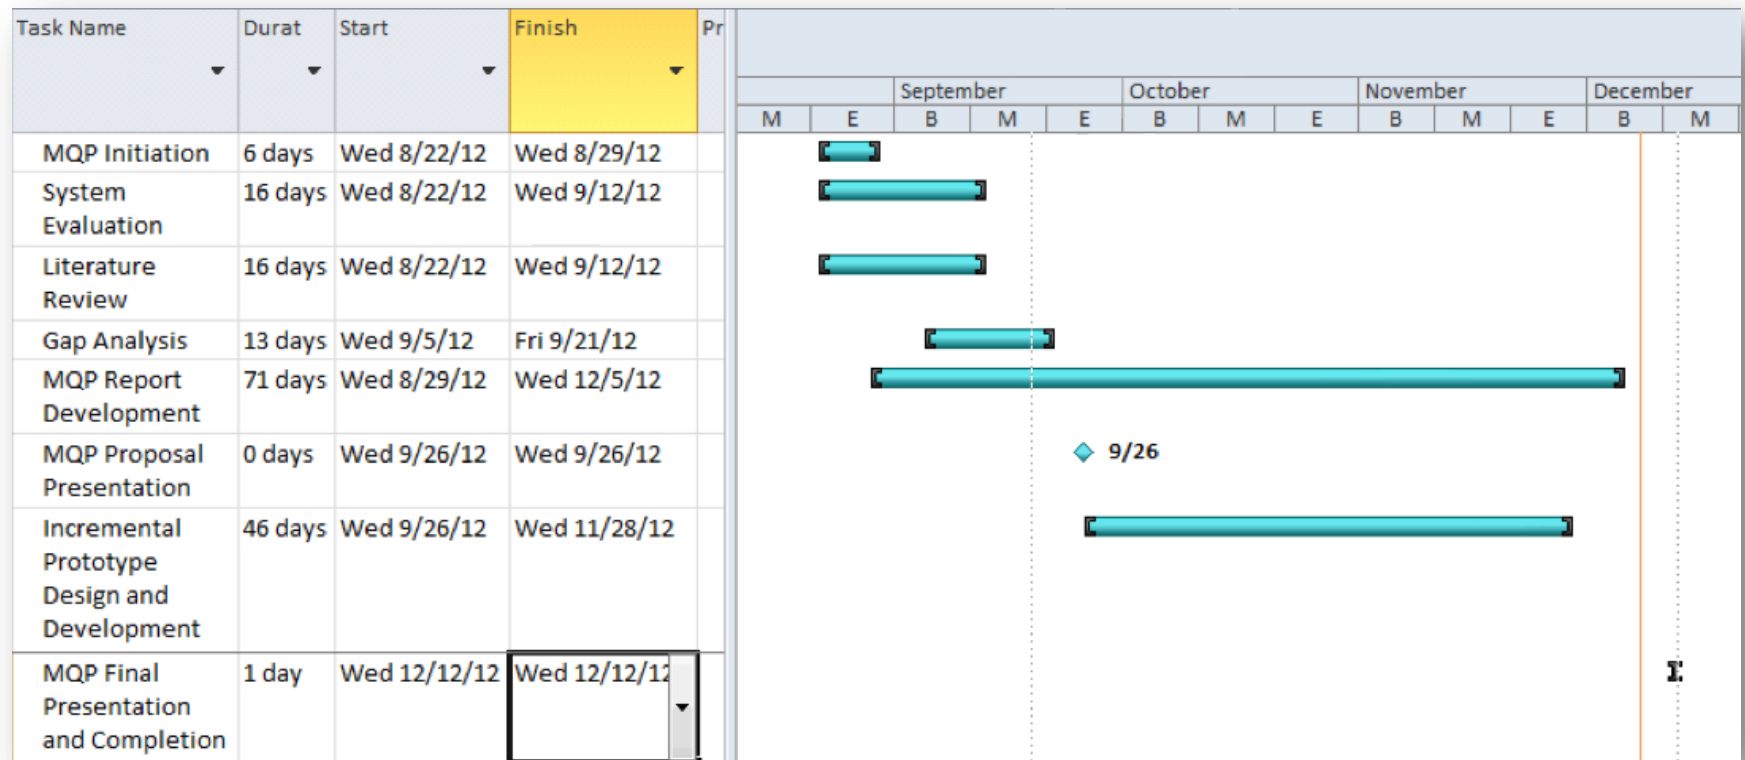 Task Name Durat Start Finish Pr
September October November December
M E B M E B M E B M E B M
MQP Initiation 6 days Wed 8/22/12 Wed 8/29/12
System 16 days Wed 8/22/12 Wed 9/12/12
Evaluation
Literature 16 days Wed 8/22/12 Wed 9/12/12
Review
Gap Analysis 13 days Wed 9/5/12 Fri 9/21/12
MQP Report 71 days Wed 8/29/12 Wed 12/5/12
Development
MQP Proposal 0 days Wed 9/26/12 Wed 9/26/12 9/26
Presentation
Incremental 46 days Wed 9/26/12 Wed 11/28/12
Prototype
Design and
Development
MQP Final 1 day Wed 12/12/12 Wed 12/12/12
Presentation
and Completion